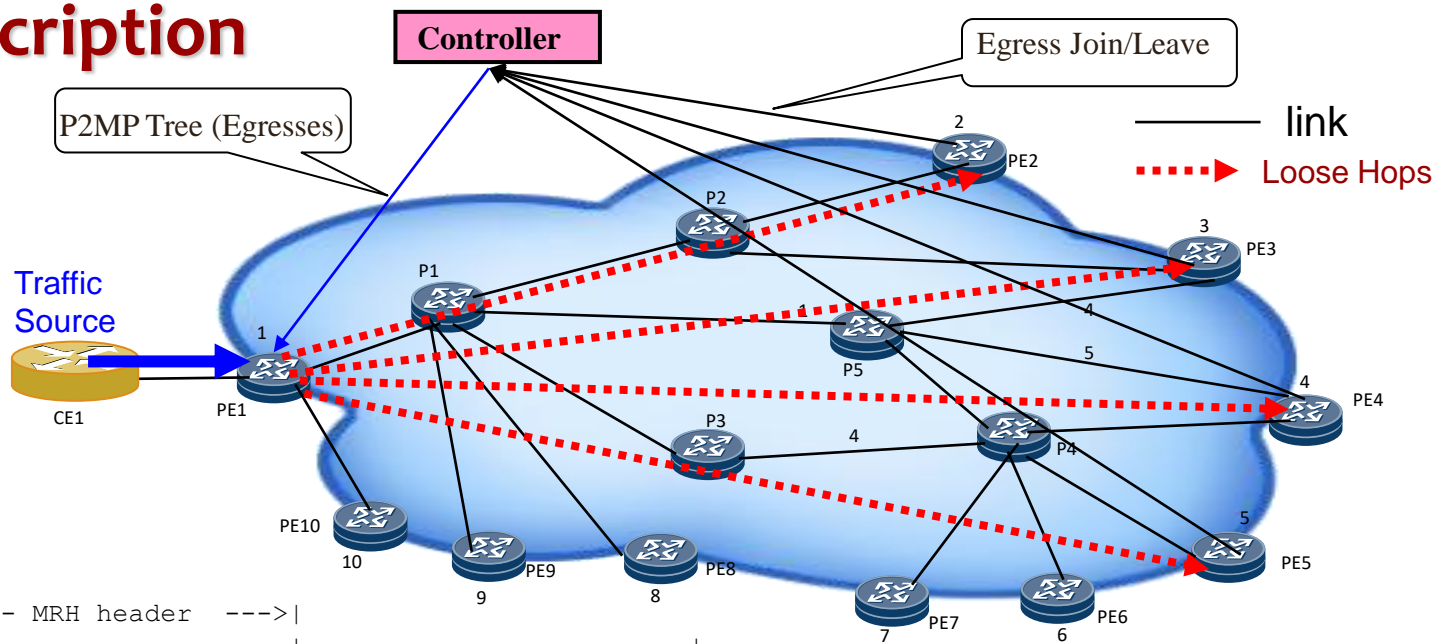 cription
Controller
Egress Join/Leave
P2MP Tree (Egresses)
link
Loose Hops
2
PE2
P2
3
PE3
P1
Traffic
Source
1
1
4
P5
5
4
PE4
CE1
PE1
P3
4
P4
PE10
10
PE9
9
PE8
8
5
PE5
PE7
7
PE6
6
- MRH header --->|
| |